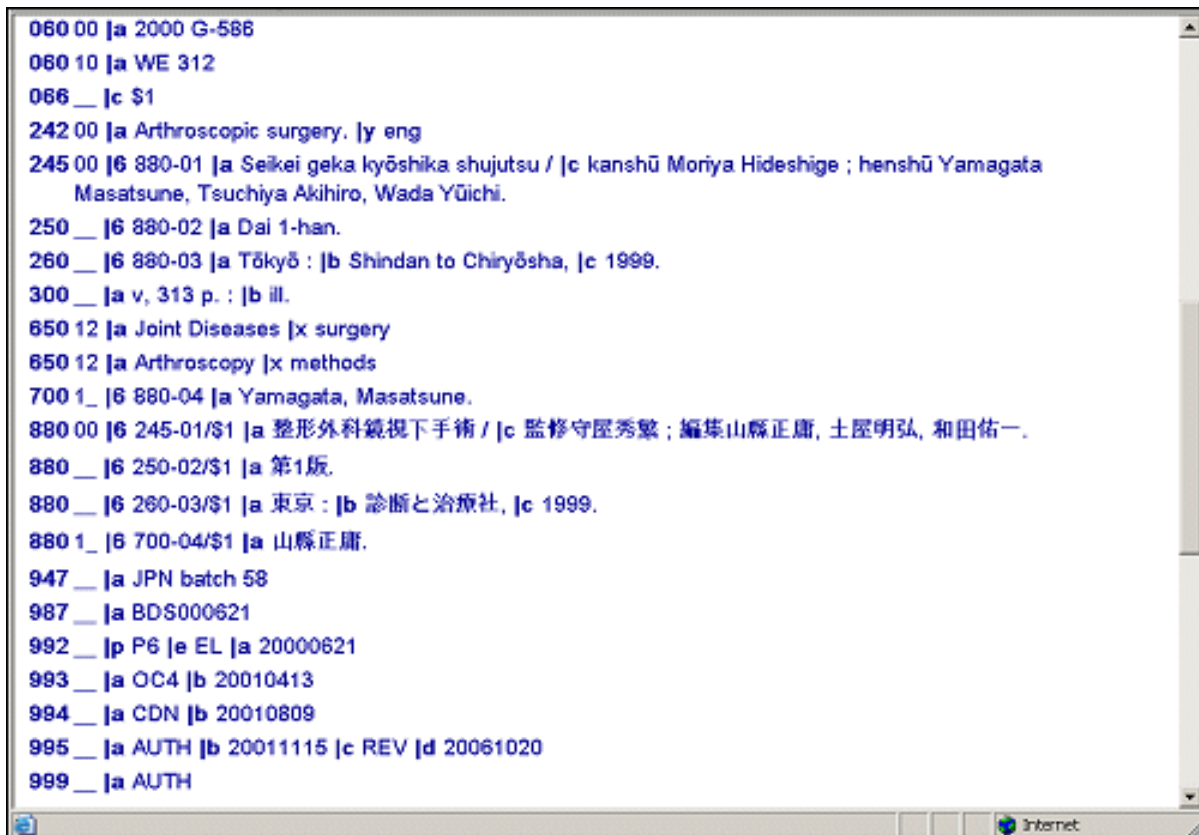 060 00 |a 2000 G-586
060 10 |a WE 312
066 __ |c $1
242 00 |a Arthroscopic surgery. |y eng
245 00 |6 880-01 |a Seikei geka kyōshika shujutsu / |c kanshū Moriya Hideshige ; henshū Yamagata
Masatsune, Tsuchiya Akihiro, Wada Yūichi.
250 __ |6 880-02 |a Dai 1-han.
260 __ |6 880-03 |a Tōkyō : |b Shindan to Chiryōsha, |c 1999.
300 __ |a v, 313 p. : |b ill.
650 12 |a Joint Diseases |x surgery
650 12 |a Arthroscopy |x methods
700 1_ |6 880-04 |a Yamagata, Masatsune.
880 00 |6 245-01/$1 |a 整形外科鏡視下手術 / |c 監修守屋秀繁 ; 編集山縣正庸, 土屋明弘, 和田佑一.
880 __ |6 250-02/$1 |a 第1版.
880 __ |6 260-03/$1 |a 東京 : |b 診断と治療社, |c 1999.
880 1_ |6 700-04/$1 |a 山縣正庸.
947 __ |a JPN batch 58
987 __ |a BDS000621
992 __ |p P6 |e EL |a 20000621
993 __ |a OC4 |b 20010413
994 __ |a CDN |b 20010809
995 __ |a AUTH |b 20011115 |c REV |d 20061020
999 __ |a AUTH
Internet